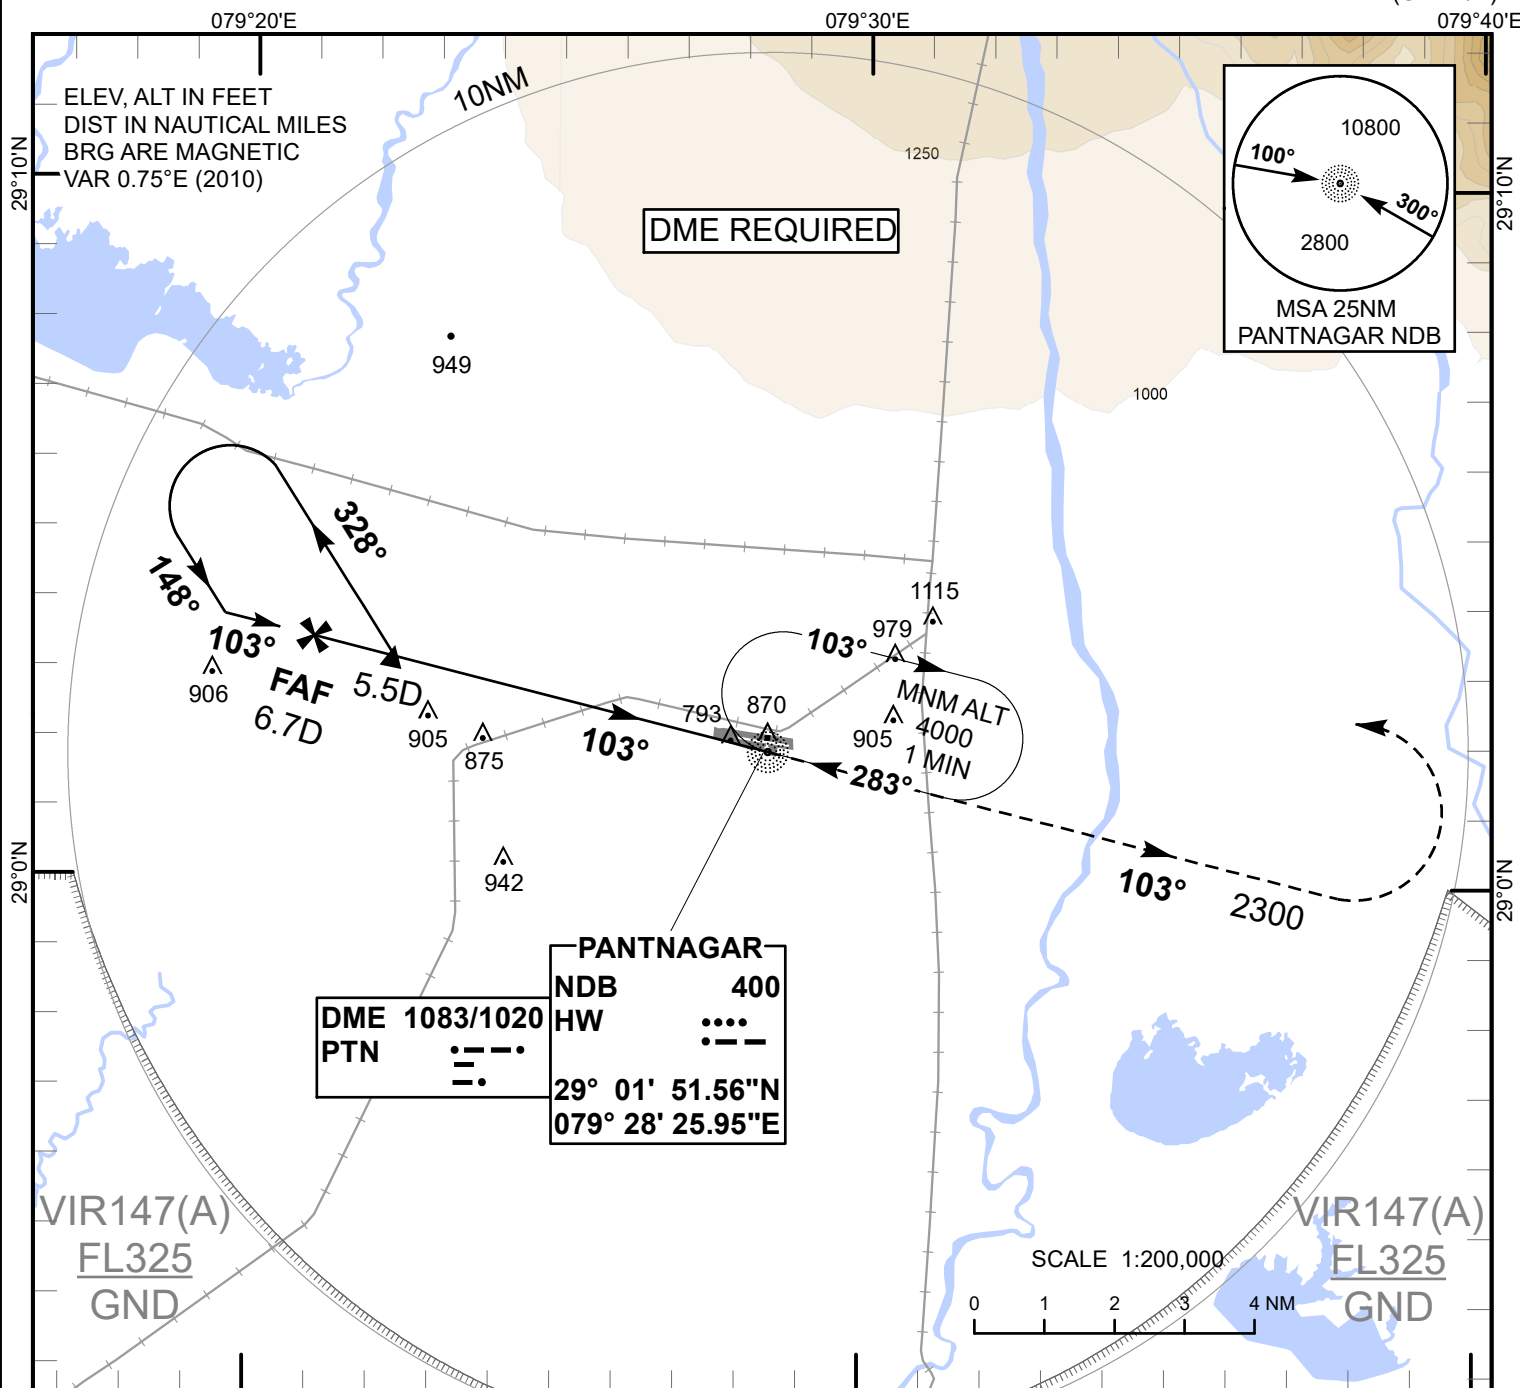 079°20'E
079°30'E
079°40'E
ELEV, ALT IN FEET
DIST IN NAUTICAL MILES
BRG ARE MAGNETIC
VAR 0.75°E (2010)
10NM
29°10'N
29°10'N
1250
DME REQUIRED
10800
100°
300°
2800
MSA 25NM
PANTNAGAR NDB
949
1000
328°
148°
103°
FAF
6.7D
5.5D
906
905
875
103°
793
870
103°
979
1115
MNM ALT
4000
1 MIN
905
283°
103°
2300
942
29°0'N
29°0'N
PANTNAGAR
NDB 400
HW
29° 01' 51.56"N
079° 28' 25.95"E
DME 1083/1020
PTN
VIR147(A)
FL325
GND
VIR147(A)
FL325
GND
SCALE 1:200,000
0 1 2 3 4 NM